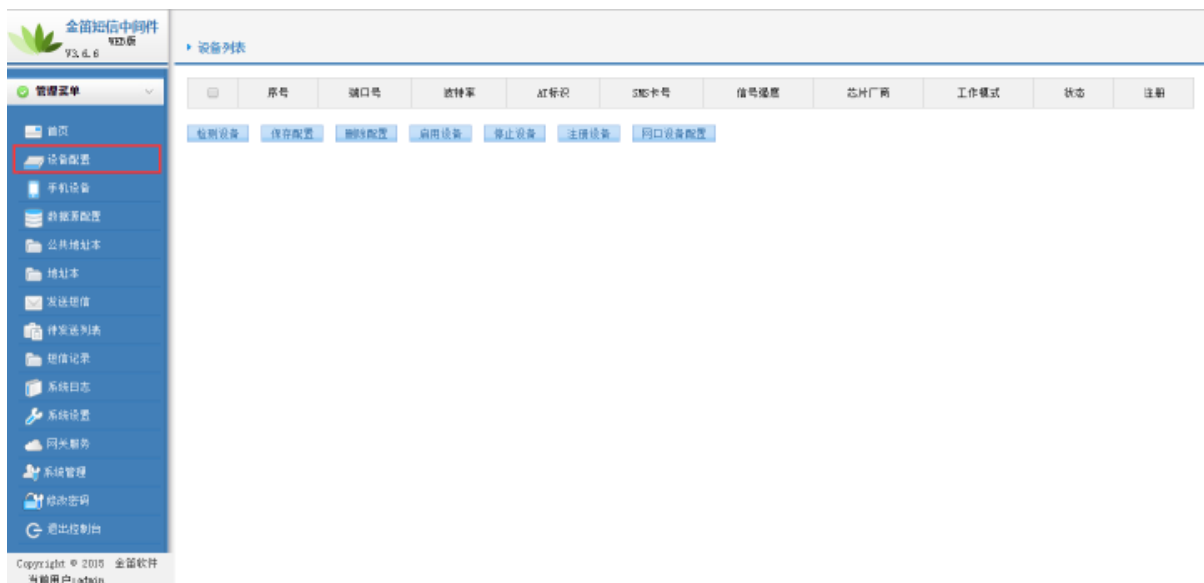 金笛短信中间件
WEB版
V3.6.6
设备列表
管理菜单
序号 端口号 波特率 AT标识 SMS卡号 信号强度 芯片厂商 工作模式 状态 注册
检测设备 保存配置 删除配置 启用设备 停止设备 注册设备 网口设备配置
首页
设备配置
手机设备
数据源配置
公共地址本
地址本
发送短信
待发送列表
短信记录
系统日志
系统设置
网关服务
系统管理
修改密码
退出控制台
Copyright © 2015 金笛软件
当前用户:admin